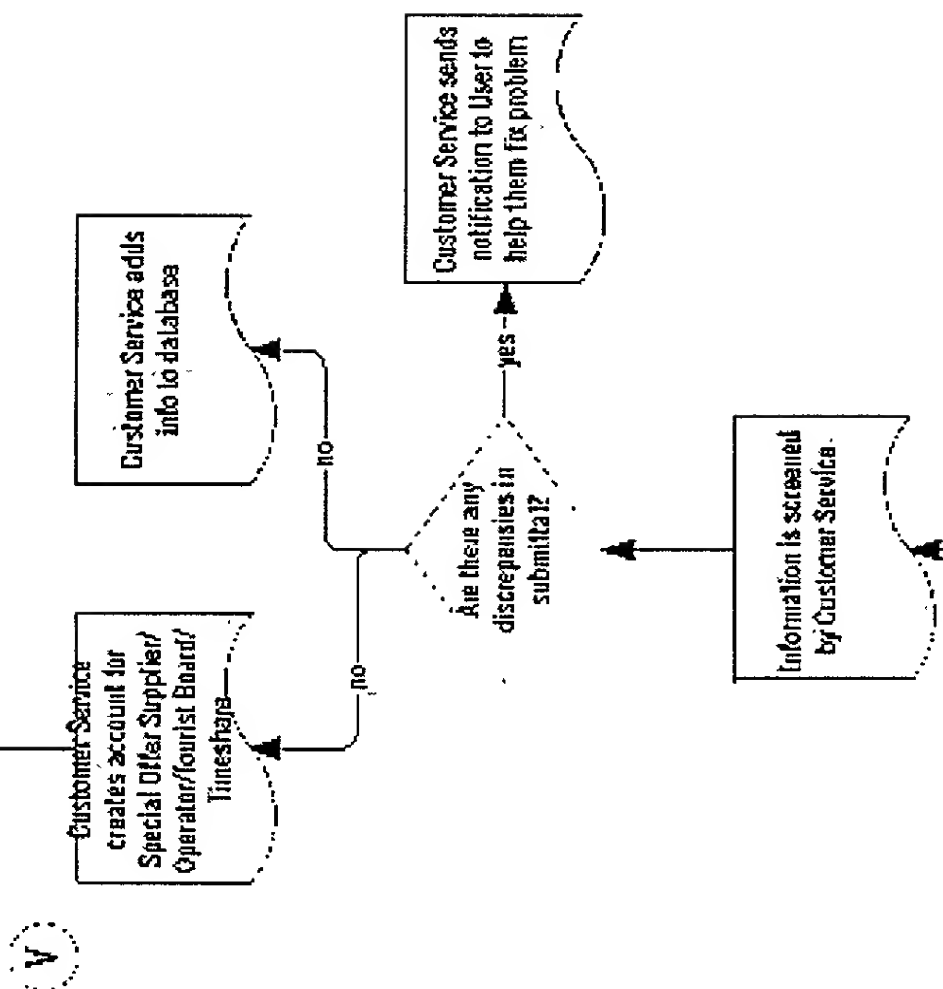 V
Customer Service
creates account for
Special Offer Supplier/
Operator/Tourist Board/
Timeshare
Customer Service adds
info to database
no
no
Are there any
discrepansies in
submittal?
yes
Customer Service sends
notification to User to
help them fix problem
Information is screened
by Customer Service.